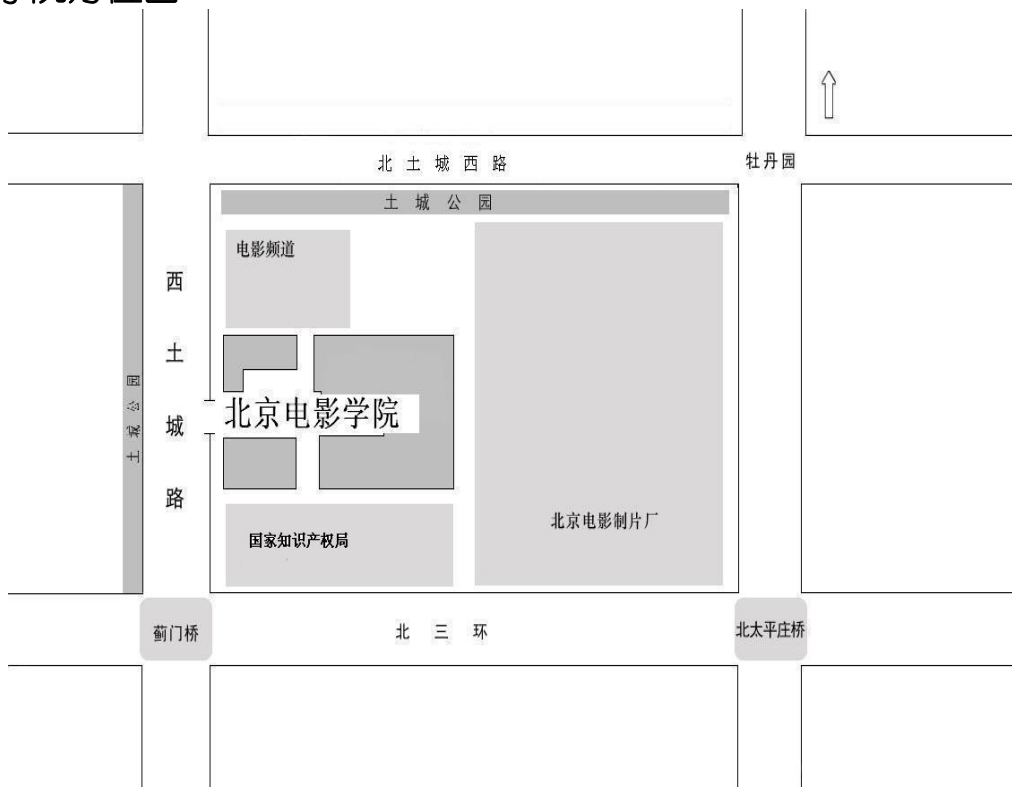 北土城西路
牡丹园
土城公园
电影频道
西土城路
土城公园
北京电影学院
北京电影制片厂
国家知识产权局
蓟门桥
北三环
北太平庄桥